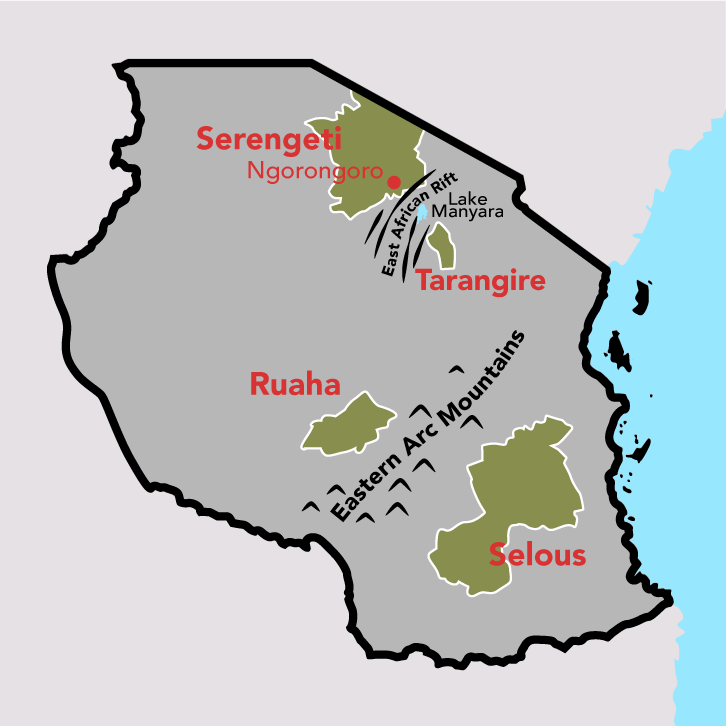 Serengeti
Ngorongoro
East African Rift
Lake
Manyara
Tarangire
Ruaha
Eastern Arc Mountains
Selous